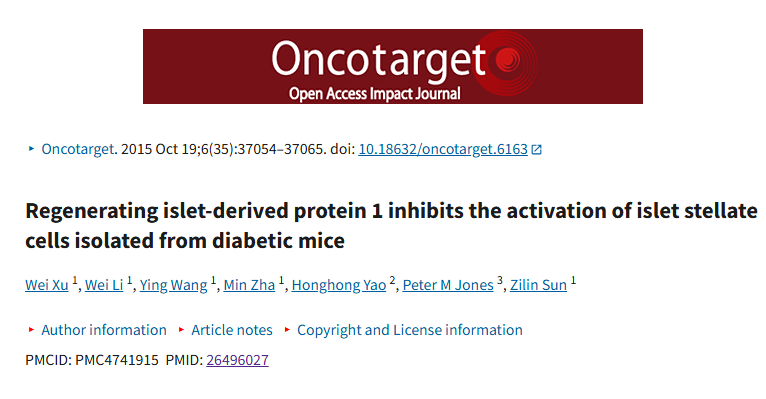 Oncotarget
Open Access Impact Journal
Oncotarget. 2015 Oct 19;6(35):37054–37065. doi: 10.18632/oncotarget.6163
Regenerating islet-derived protein 1 inhibits the activation of islet stellate
cells isolated from diabetic mice
Wei Xu 1, Wei Li 1, Ying Wang 1, Min Zha 1, Honghong Yao 2, Peter M Jones 3, Zilin Sun 1
Author information Article notes Copyright and License information
PMCID: PMC4741915 PMID: 26496027